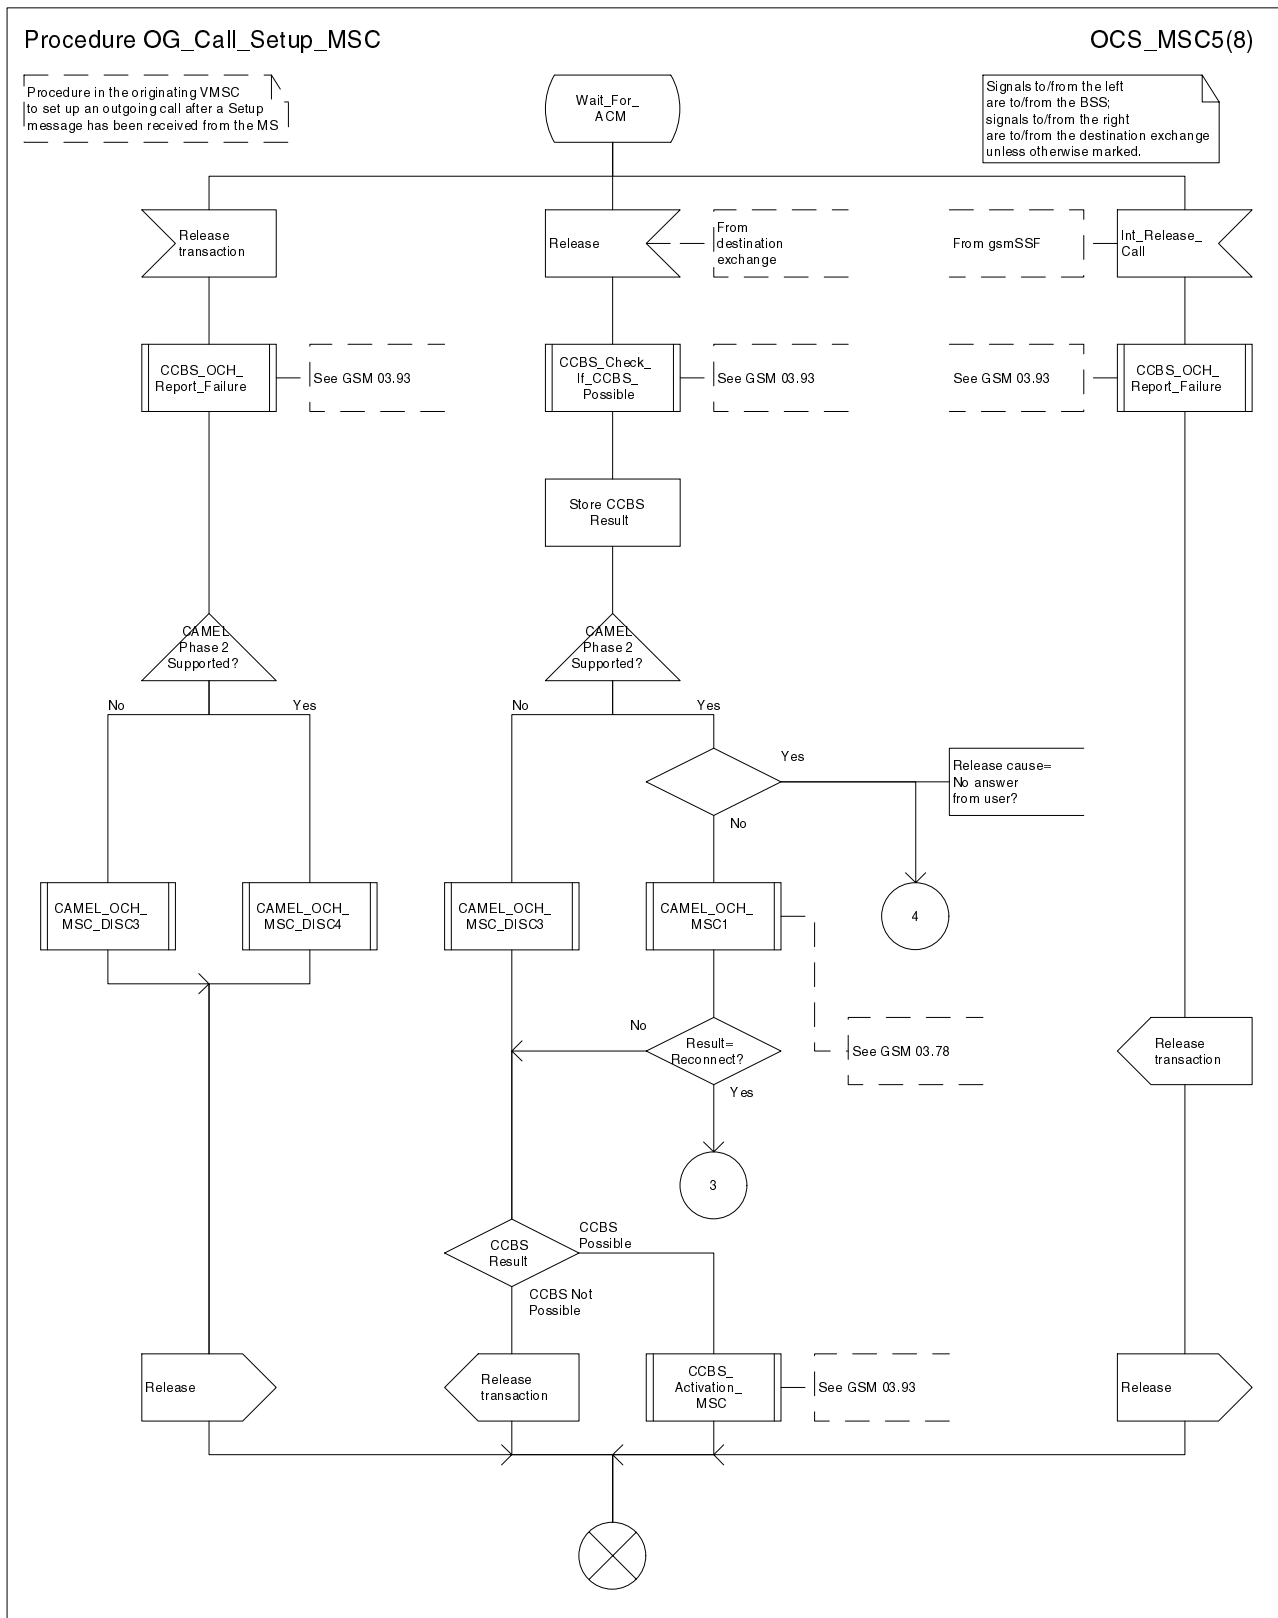 Procedure OG_Call_Setup_MSC
OCS_MSC5(8)
Procedure in the originating VMSC
to set up an outgoing call after a Setup
message has been received from the MS
Wait_For_
ACM
Signals to/from the left
are to/from the BSS;
signals to/from the right
are to/from the destination exchange
unless otherwise marked.
Release
transaction
Release
From
destination
exchange
From gsmSSF
Int_Release_
Call
CCBS_OCH_
Report_Failure
See GSM 03.93
CCBS_Check_
If_CCBS_
Possible
See GSM 03.93
See GSM 03.93
CCBS_OCH_
Report_Failure
Store CCBS
Result
CAMEL
Phase 2
Supported?
CAMEL
Phase 2
Supported?
No
Yes
No
Yes
Yes
Release cause=
No answer
from user?
No
CAMEL_OCH_
MSC_DISC3
CAMEL_OCH_
MSC_DISC4
CAMEL_OCH_
MSC_DISC3
CAMEL_OCH_
MSC1
4
No
Result=
Reconnect?
See GSM 03.78
Release
transaction
Yes
3
CCBS
Result
CCBS
Possible
CCBS Not
Possible
Release
Release
transaction
CCBS_
Activation_
MSC
See GSM 03.93
Release